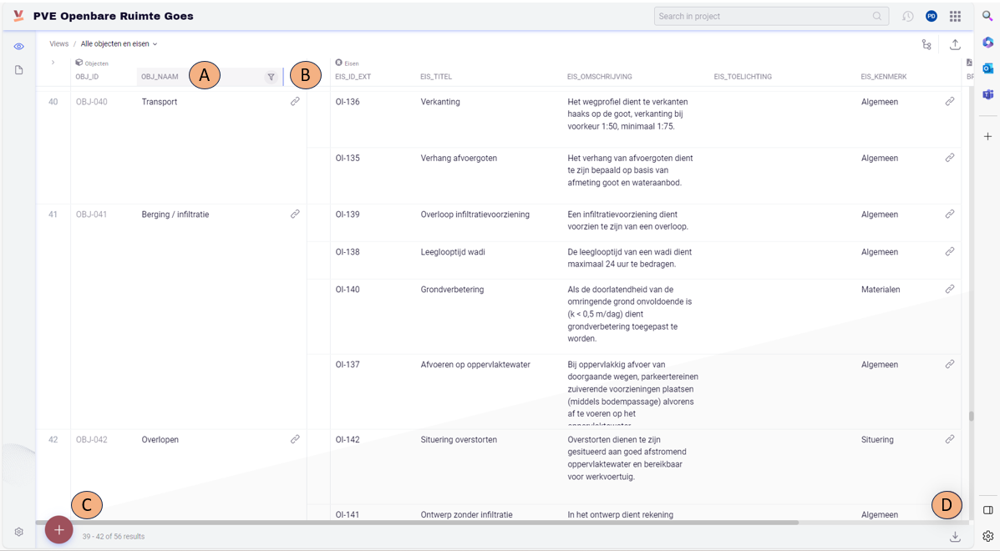 PVE Openbare Ruimte Goes
Search in project
PD
Views / Alle objecten en eisen
Objecten
Eisen
OBJ_ID
OBJ_NAAM
A
B
EIS_ID_EXT
EIS_TITEL
EIS_OMSCHRIJVING
EIS_TOELICHTING
EIS_KENMERK
BR
40
OBJ-040
Transport
OI-136
Verkanting
Het wegprofiel dient te verkanten
haaks op de goot, verkanting bij
voorkeur 1:50, minimaal 1:75.
Algemeen
OI-135
Verhang afvoergoten
Het verhang van afvoergoten dient
te zijn bepaald op basis van
afmeting goot en wateraanbod.
Algemeen
41
OBJ-041
Berging / infiltratie
OI-139
Overloop infiltratievoorziening
Een infiltratievoorziening dient
voorzien te zijn van een overloop.
Algemeen
OI-138
Leeglooptijd wadi
De leeglooptijd van een wadi dient
maximaal 24 uur te bedragen.
Algemeen
OI-140
Grondverbetering
Als de doorlatendheid van de
omringende grond onvoldoende is
(k < 0,5 m/dag) dient
grondverbetering toegepast te
worden.
Materialen
OI-137
Afvoeren op oppervlaktewater
Bij oppervlakkig afvoer van
doorgaande wegen, parkeerterreinen
zuiverende voorzieningen plaatsen
(middels bodempassage) alvorens
af te voeren op het
oppervlaktewater
Algemeen
42
OBJ-042
Overlopen
OI-142
Situering overstorten
Overstorten dienen te zijn
gesitueerd aan goed afstromend
oppervlaktewater en bereikbaar
voor werkvoertuig.
Situering
C
D
OI-141
Ontwerp zonder infiltratie
In het ontwerp dient rekening
Algemeen
39 - 42 of 56 results